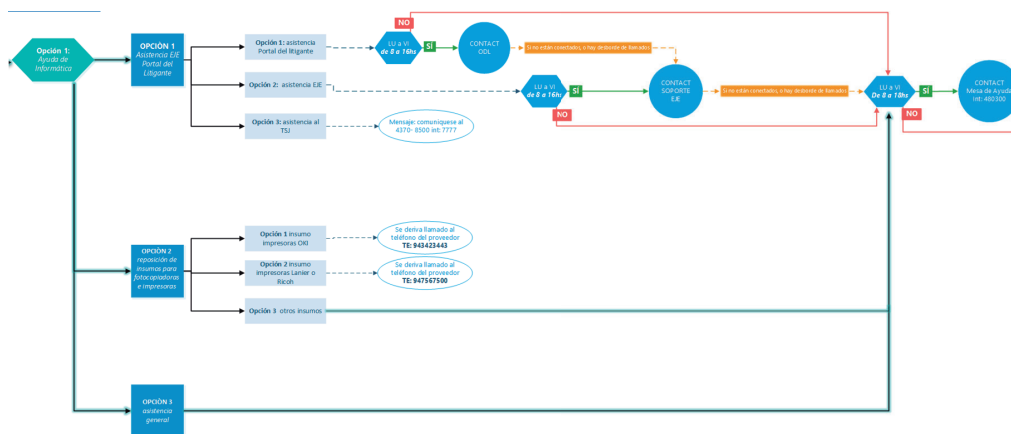 Opción 1:
Ayuda de
Informática
OPCIÓN 1
Asistencia EJE
Portal del
Litigante
Opción 1: asistencia
Portal del litigante
LU a VI
de 8 a 16hs
NO
SÍ
CONTACT
ODL
Si no están conectados, o hay desborde de llamados
Opción 2: asistencia EJE
LU a VI
de 8 a 16hs
SÍ
NO
CONTACT
SOPORTE
EJE
Si no están conectados, o hay desborde de llamados
LU a VI
De 8 a 18hs
SÍ
NO
CONTACT
Mesa de Ayuda
int: 480300
Opción 3: asistencia al
TSJ
Mensaje: comuniquese al
4370- 8500 int: 7777
OPCIÓN 2
reposición de
insumos para
fotocopiadoras
e impresoras
Opción 1 insumo
impresoras OKI
Se deriva llamado al
teléfono del proveedor
TE: 943423443
Opción 2 insumo
impresoras Lanier o
Ricoh
Se deriva llamado al
teléfono del proveedor
TE: 947567500
Opción 3 otros insumos
OPCIÓN 3
asistencia
general